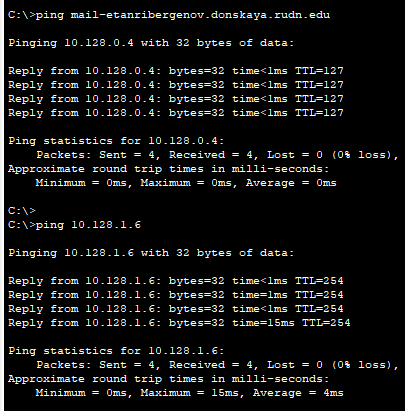 C:\>ping mail-etanribergenov.donskaya.rudn.edu
Pinging 10.128.0.4 with 32 bytes of data:
Reply from 10.128.0.4: bytes=32 time<1ms TTL=127
Reply from 10.128.0.4: bytes=32 time<1ms TTL=127
Reply from 10.128.0.4: bytes=32 time<1ms TTL=127
Reply from 10.128.0.4: bytes=32 time<1ms TTL=127
Ping statistics for 10.128.0.4:
Packets: Sent = 4, Received = 4, Lost = 0 (0% loss),
Approximate round trip times in milli-seconds:
Minimum = 0ms, Maximum = 0ms, Average = 0ms
C:\>
C:\>ping 10.128.1.6
Pinging 10.128.1.6 with 32 bytes of data:
Reply from 10.128.1.6: bytes=32 time<1ms TTL=254
Reply from 10.128.1.6: bytes=32 time=1ms TTL=254
Reply from 10.128.1.6: bytes=32 time<1ms TTL=254
Reply from 10.128.1.6: bytes=32 time=15ms TTL=254
Ping statistics for 10.128.1.6:
Packets: Sent = 4, Received = 4, Lost = 0 (0% loss),
Approximate round trip times in milli-seconds:
Minimum = 0ms, Maximum = 15ms, Average = 4ms